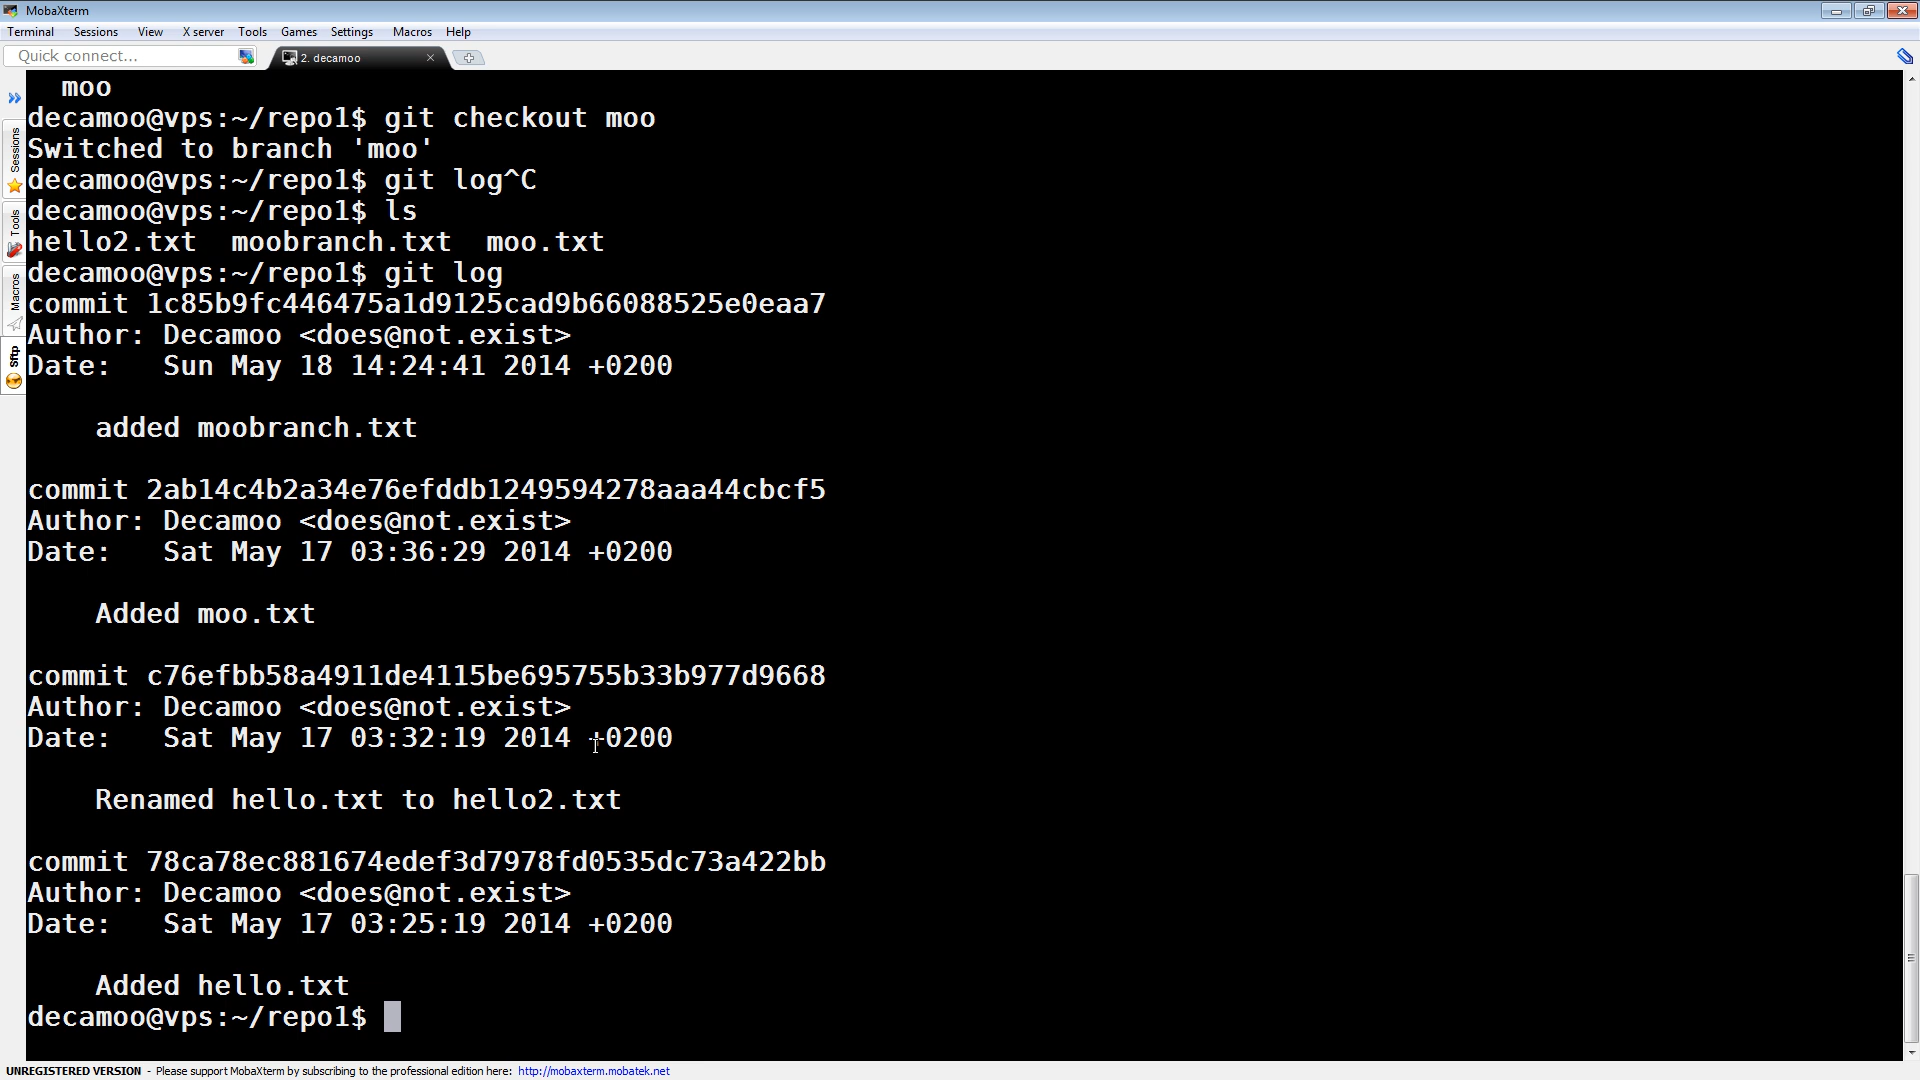 MobaXterm
Terminal Sessions View X server Tools Games Settings Macros Help
Quick connect...
2. decamoo
Sessions
Tools
Macros
Sftp
moo
decamoo@vps:~/repo1$ git checkout moo
Switched to branch 'moo'
decamoo@vps:~/repo1$ git log^C
decamoo@vps:~/repo1$ ls
hello2.txt  moobranch.txt  moo.txt
decamoo@vps:~/repo1$ git log
commit 1c85b9fc446475a1d9125cad9b66088525e0eaa7
Author: Decamoo <does@not.exist>
Date:   Sun May 18 14:24:41 2014 +0200
added moobranch.txt
commit 2ab14c4b2a34e76efddb1249594278aaa44cbcf5
Author: Decamoo <does@not.exist>
Date:   Sat May 17 03:36:29 2014 +0200
Added moo.txt
commit c76efbb58a4911de4115be695755b33b977d9668
Author: Decamoo <does@not.exist>
Date:   Sat May 17 03:32:19 2014 +0200
Renamed hello.txt to hello2.txt
commit 78ca78ec881674edef3d7978fd0535dc73a422bb
Author: Decamoo <does@not.exist>
Date:   Sat May 17 03:25:19 2014 +0200
Added hello.txt
decamoo@vps:~/repo1$
UNREGISTERED VERSION - Please support MobaXterm by subscribing to the professional edition here: http://mobaxterm.mobatek.net